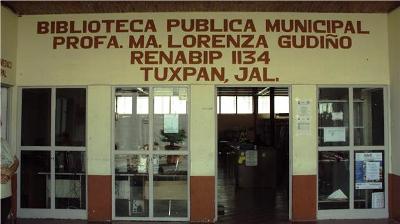 BIBLIOTECA PUBLICA MUNICIPAL
PROFA. MA. LORENZA GUDIÑO
RENABIP 1134
TUXPAN, JAL.